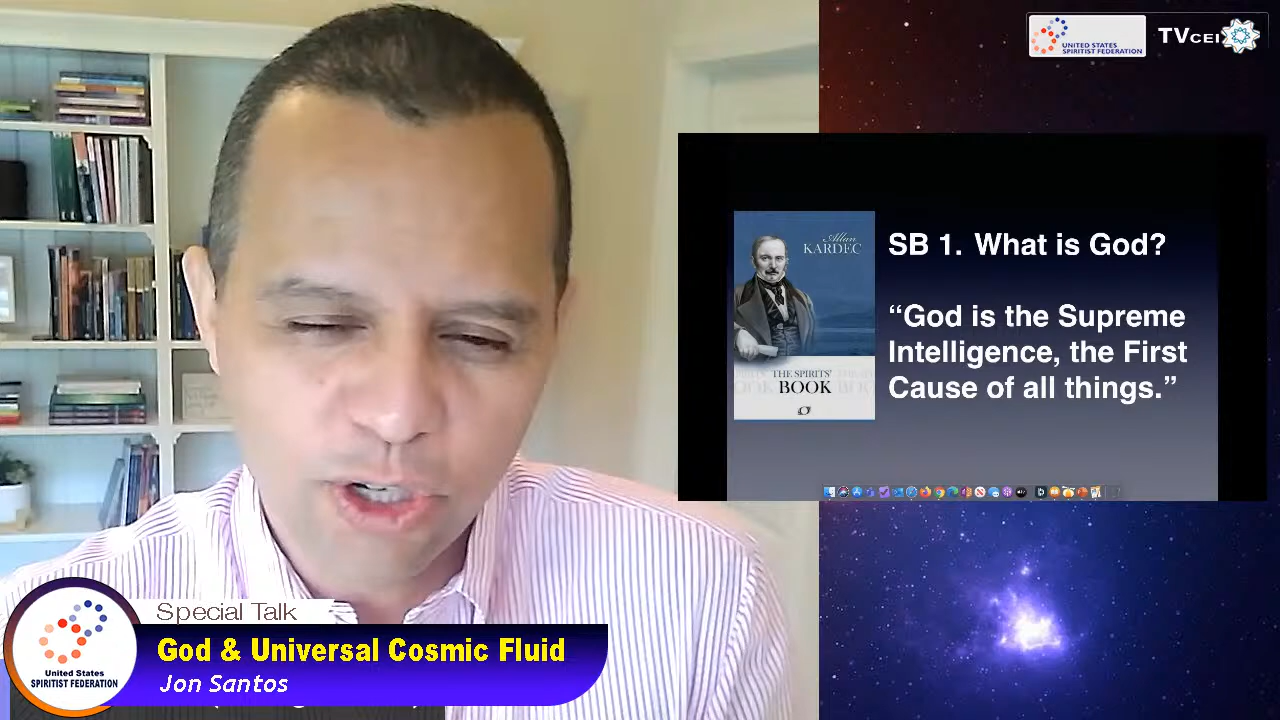 UNITED STATES
SPIRITIST FEDERATION
TVCEI
Allan
KARDEC
THE SPIRITS'
BOOK
SB 1. What is God?
“God is the Supreme
Intelligence, the First
Cause of all things.”
Special Talk
God & Universal Cosmic Fluid
Jon Santos
United States
SPIRITIST FEDERATION